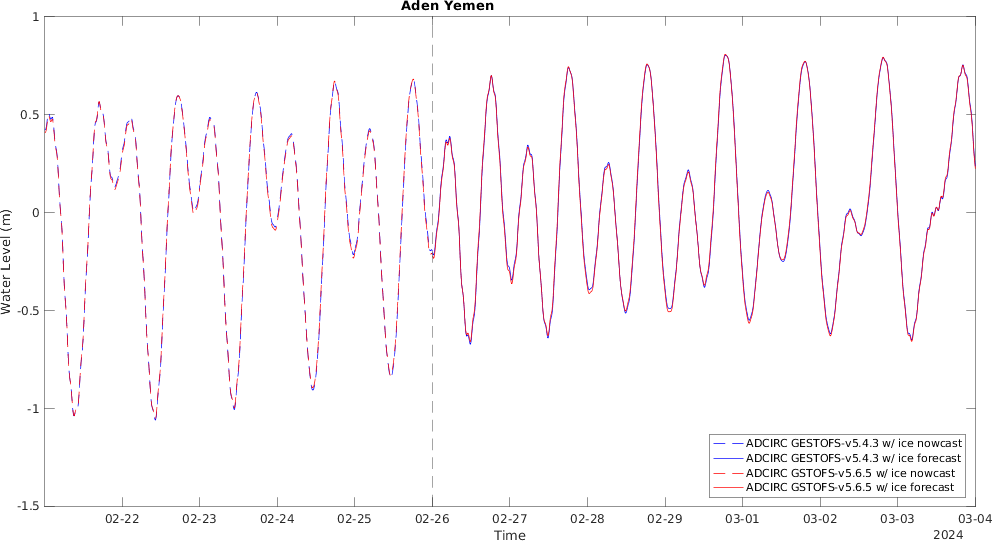 Aden Yemen
1
0.5
0
-0.5
-1
-1.5
Water Level (m)
ADCIRC GESTOFS-v5.4.3 w/ ice nowcast
ADCIRC GESTOFS-v5.4.3 w/ ice forecast
ADCIRC GSTOFS-v5.6.5 w/ ice nowcast
ADCIRC GSTOFS-v5.6.5 w/ ice forecast
02-22 02-23 02-24 02-25 02-26 02-27 02-28 02-29 03-01 03-02 03-03 03-04
Time
2024